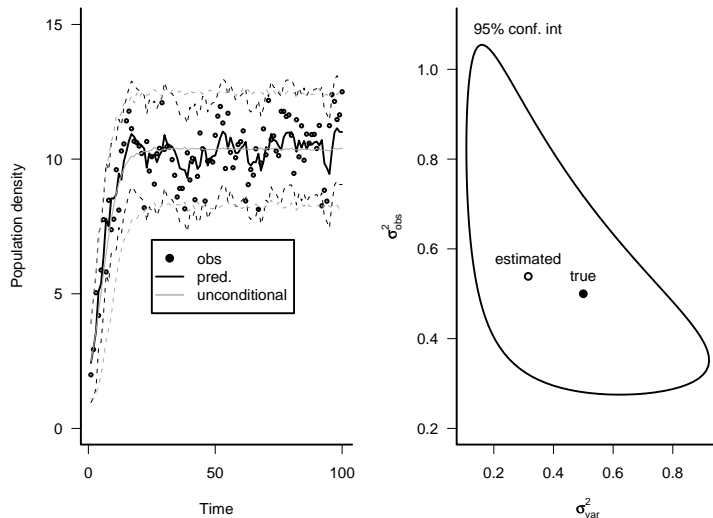 15
10
5
0
Population density
0
50
100
Time
obs
pred.
unconditional
95% conf. int
1.0
0.8
0.6
0.4
0.2
σ²obs
estimated
true
0.2
0.4
0.6
0.8
σ²var